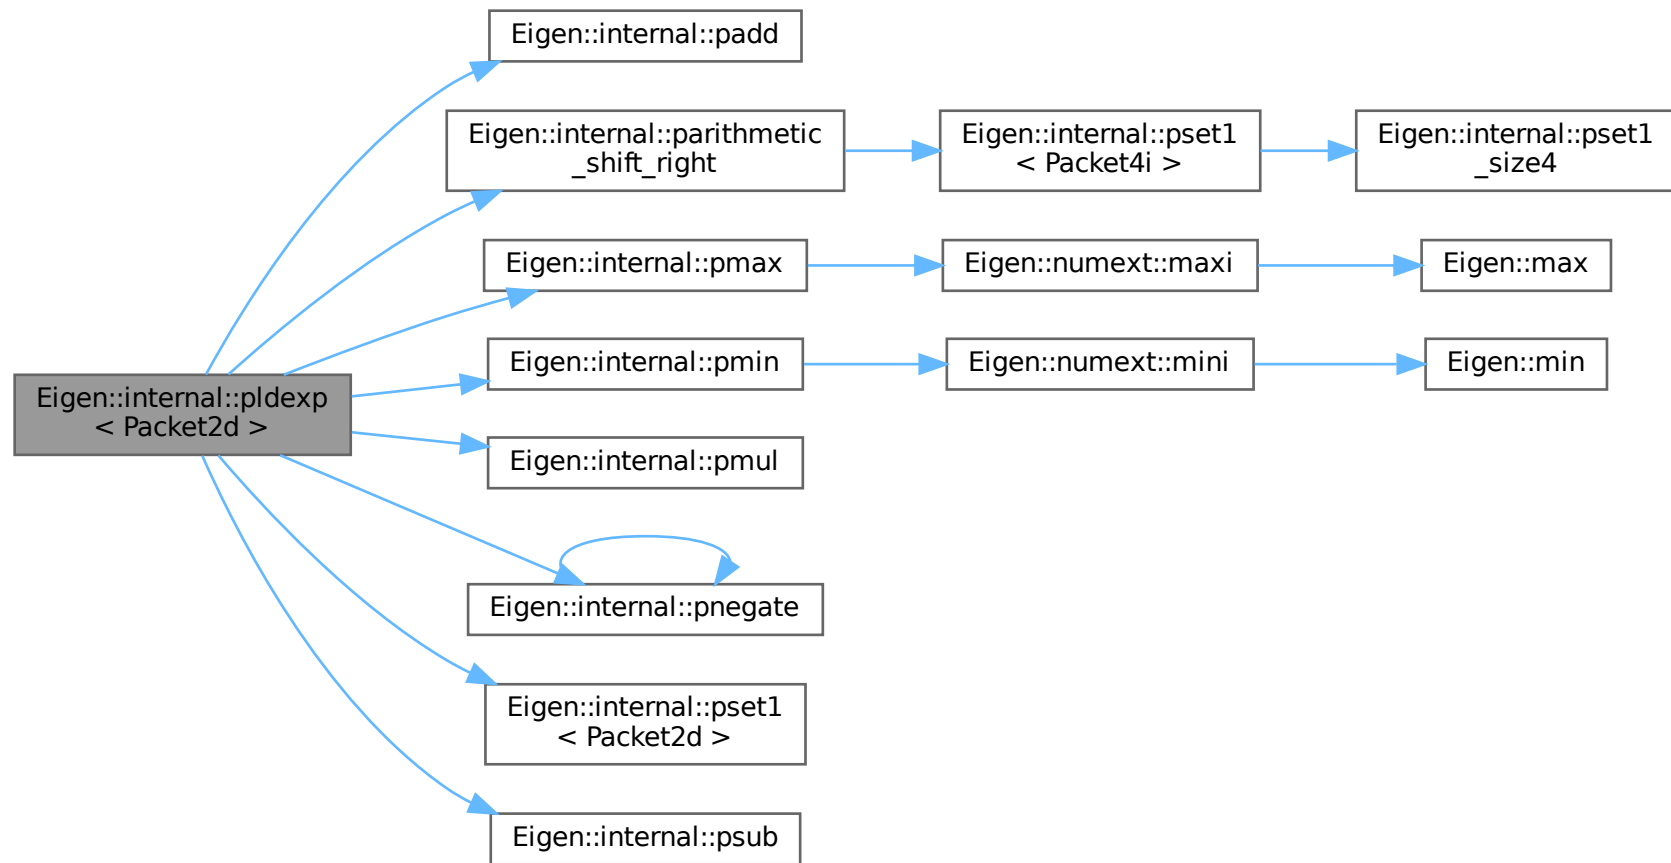 Eigen::internal::padd
Eigen::internal::parithmetic
_shift_right
Eigen::internal::pset1
< Packet4i >
Eigen::internal::pset1
_size4
Eigen::internal::pmax
Eigen::numext::maxi
Eigen::max
Eigen::internal::pmin
Eigen::numext::mini
Eigen::min
Eigen::internal::pldexp
< Packet2d >
Eigen::internal::pmul
Eigen::internal::pnegate
Eigen::internal::pset1
< Packet2d >
Eigen::internal::psub